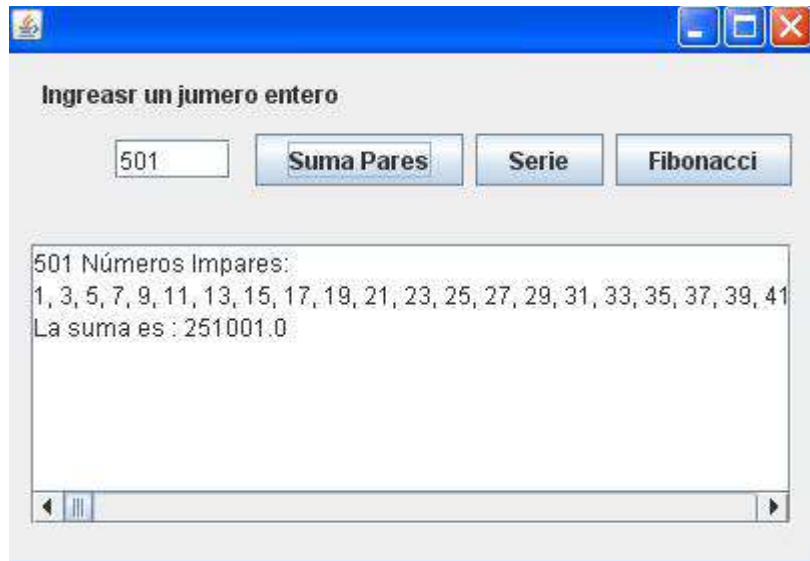 Ingreasr un jumero entero
501 Suma Pares Serie Fibonacci
501 Números Impares:
1, 3, 5, 7, 9, 11, 13, 15, 17, 19, 21, 23, 25, 27, 29, 31, 33, 35, 37, 39, 41
La suma es : 251001.0